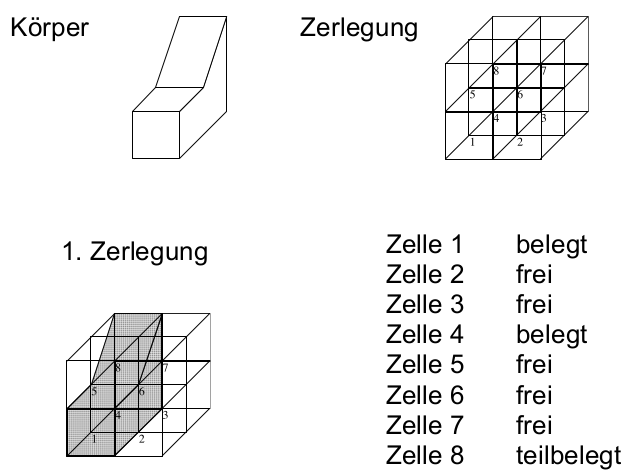 Körper
Zerlegung
8 7
5 6
4 3
1 2
1. Zerlegung
8 7
5 6
4 3
1 2
Zelle 1 belegt
Zelle 2 frei
Zelle 3 frei
Zelle 4 belegt
Zelle 5 frei
Zelle 6 frei
Zelle 7 frei
Zelle 8 teilbelegt